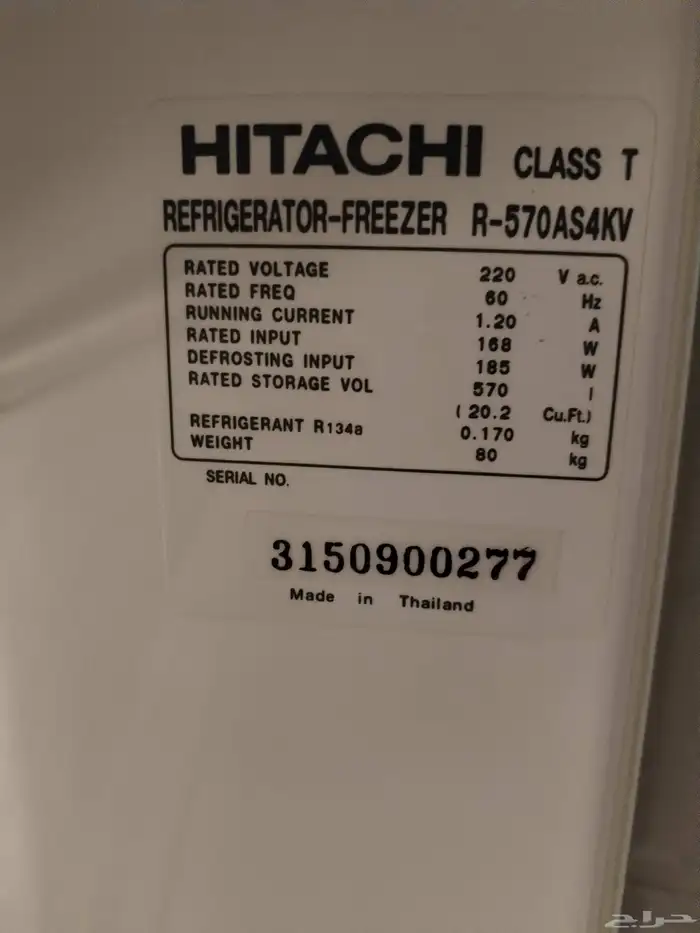 HITACHI CLASS T
REFRIGERATOR-FREEZER R-570AS4KV
RATED VOLTAGE 220 V a.c.
RATED FREQ 60 Hz
RUNNING CURRENT 1.20 A
RATED INPUT 168 W
DEFROSTING INPUT 185 W
RATED STORAGE VOL 570 l
( 20.2 Cu.Ft.)
REFRIGERANT R134a 0.170 kg
WEIGHT 80 kg
SERIAL NO.
3150900277
Made in Thailand
حراج